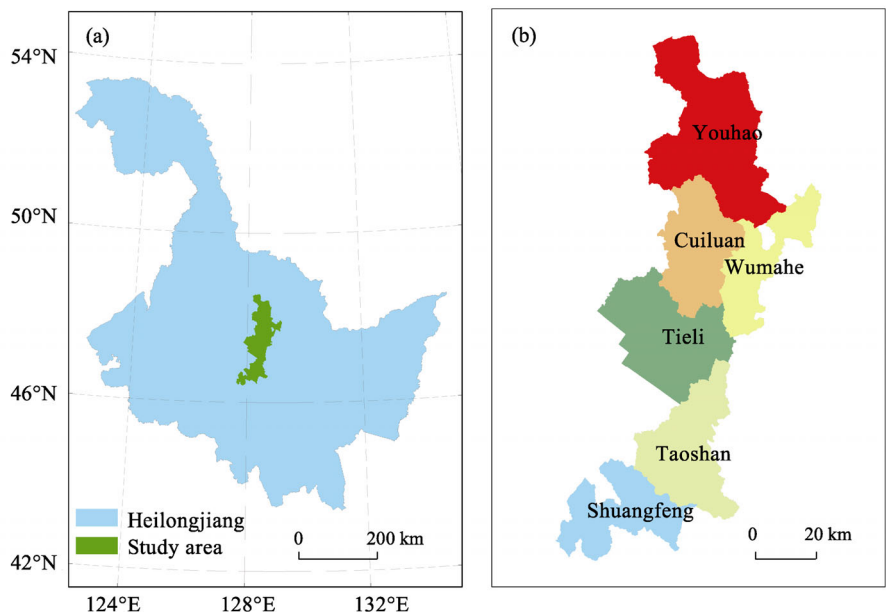 (a)
54°N
50°N
46°N
42°N
124°E
128°E
132°E
Heilongjiang
Study area
0
200 km
(b)
Youhao
Cuiluan
Wumahe
Tieli
Taoshan
Shuangfeng
0
20 km